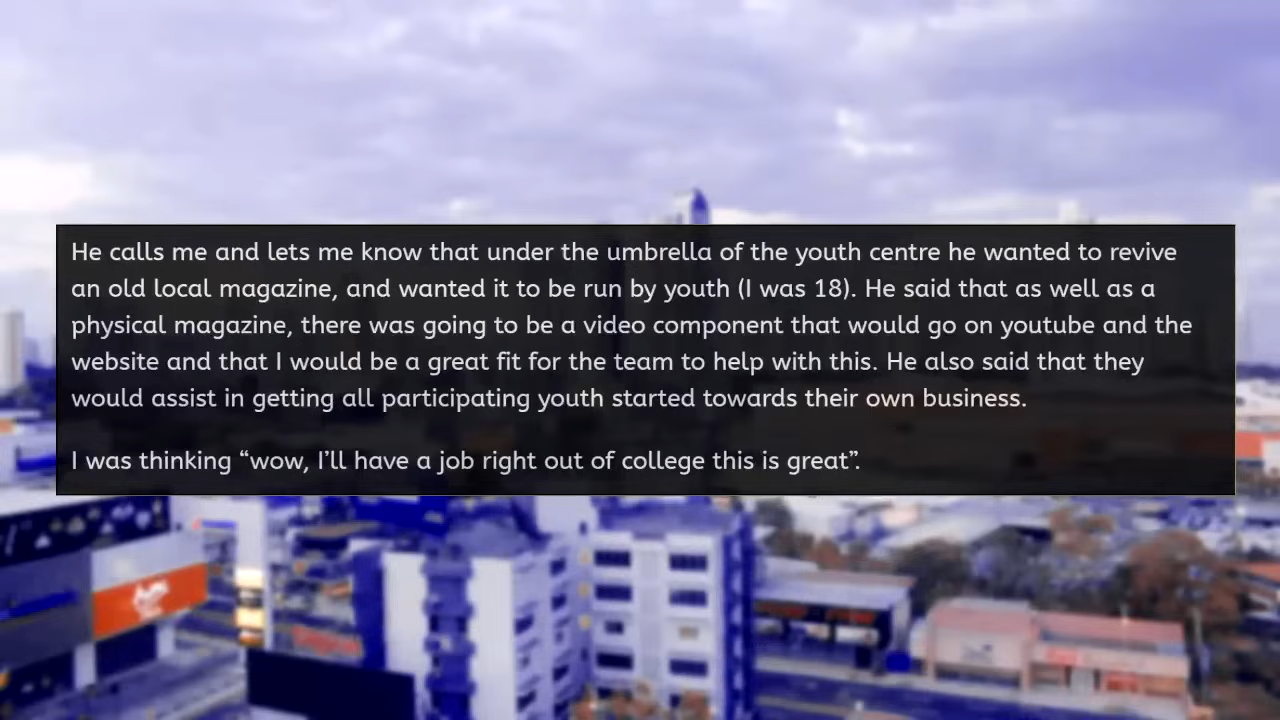 He calls me and lets me know that under the umbrella of the youth centre he wanted to revive
an old local magazine, and wanted it to be run by youth (I was 18). He said that as well as a
physical magazine, there was going to be a video component that would go on youtube and the
website and that I would be a great fit for the team to help with this. He also said that they
would assist in getting all participating youth started towards their own business.
I was thinking “wow, I’ll have a job right out of college this is great”.